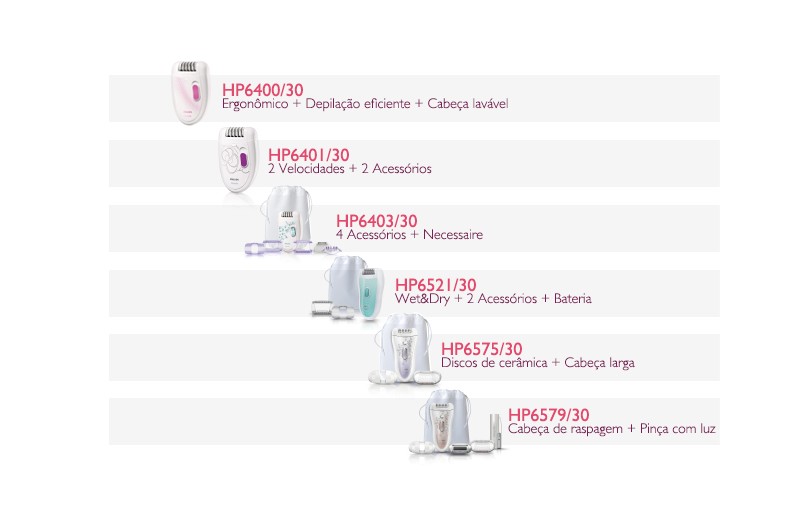 HP6400/30
Ergonômico + Depilação eficiente + Cabeça lavável
HP6401/30
2 Velocidades + 2 Acessórios
HP6403/30
4 Acessórios + Necessaire
HP6521/30
Wet&Dry + 2 Acessórios + Bateria
HP6575/30
Discos de cerâmica + Cabeça larga
HP6579/30
Cabeça de raspagem + Pinça com luz